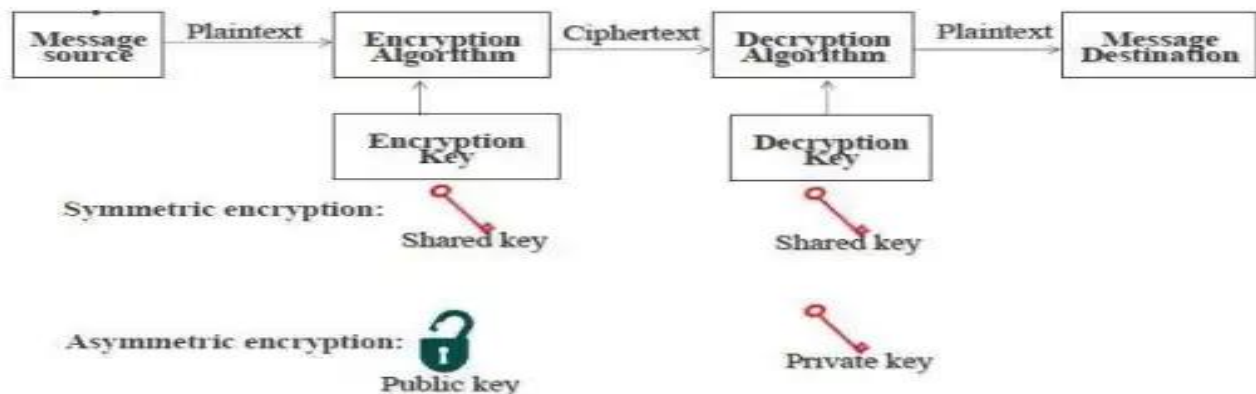 Message source
Plaintext
Encryption Algorithm
Ciphertext
Decryption Algorithm
Plaintext
Message Destination
Encryption Key
Decryption Key
Symmetric encryption:
Shared key
Shared key
Asymmetric encryption:
Public key
Private key